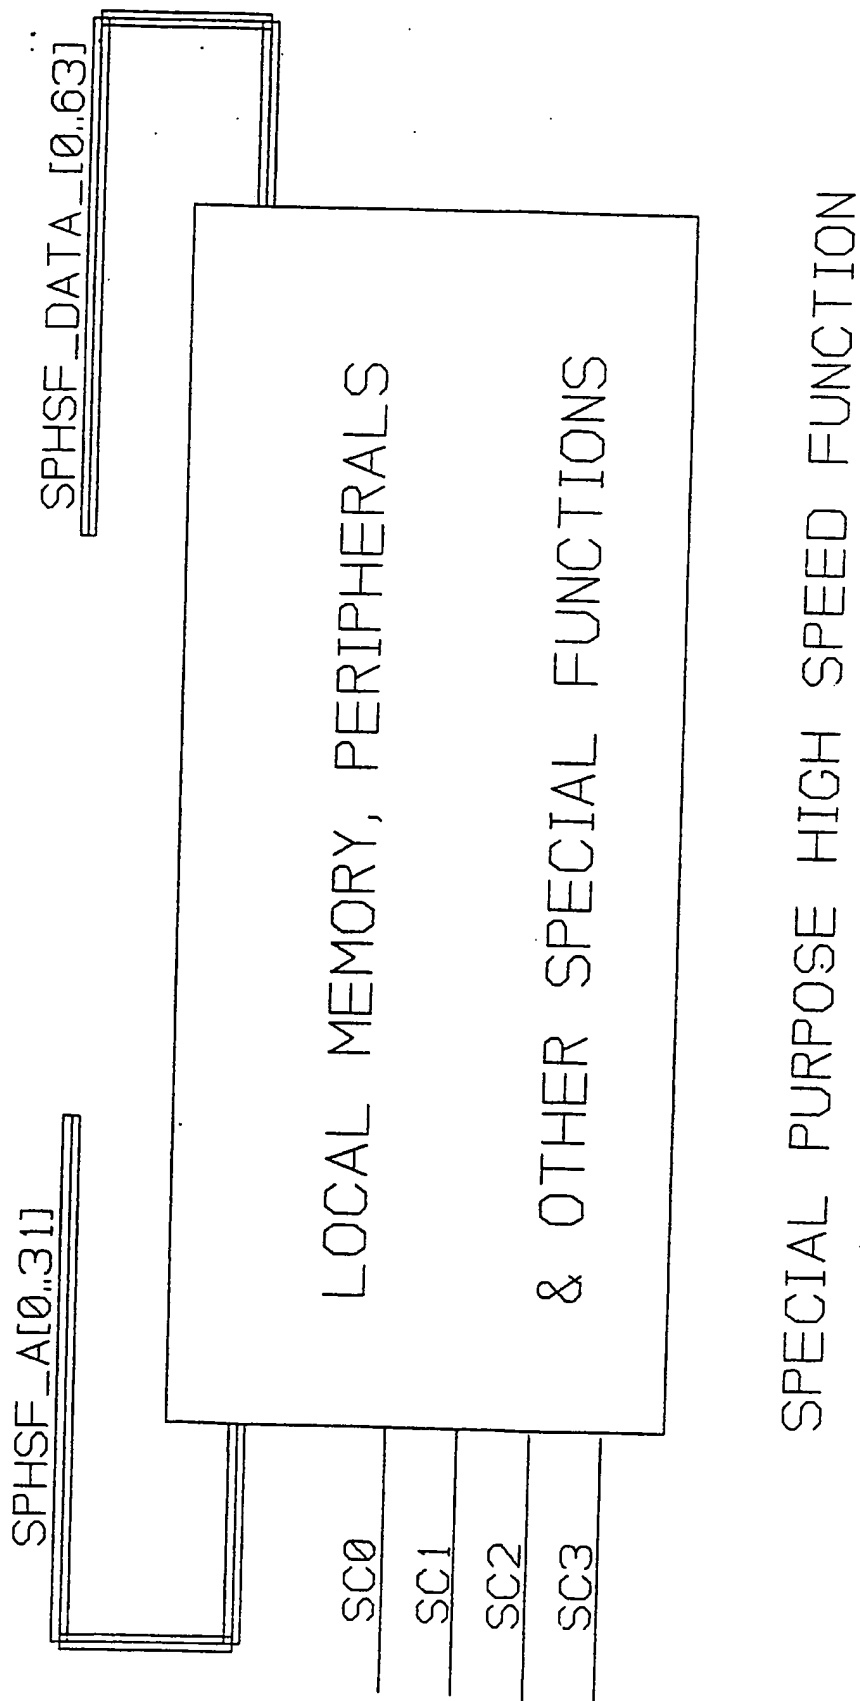 SPHSF_A[0..31]
SPHSF_DATA_[0..63]
LOCAL MEMORY, PERIPHERALS
& OTHER SPECIAL FUNCTIONS
SC0
SC1
SC2
SC3
SPECIAL PURPOSE HIGH SPEED FUNCTION